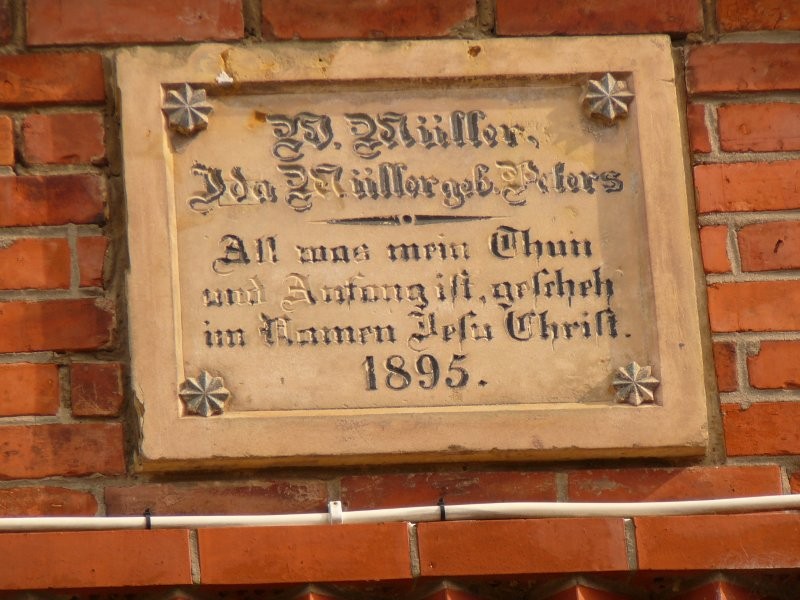 W. Müller,
Ida Müller geb. Peters
All was mein Thun
und Anfang ist, gescheh
im Namen Jesu Christ.
1895.